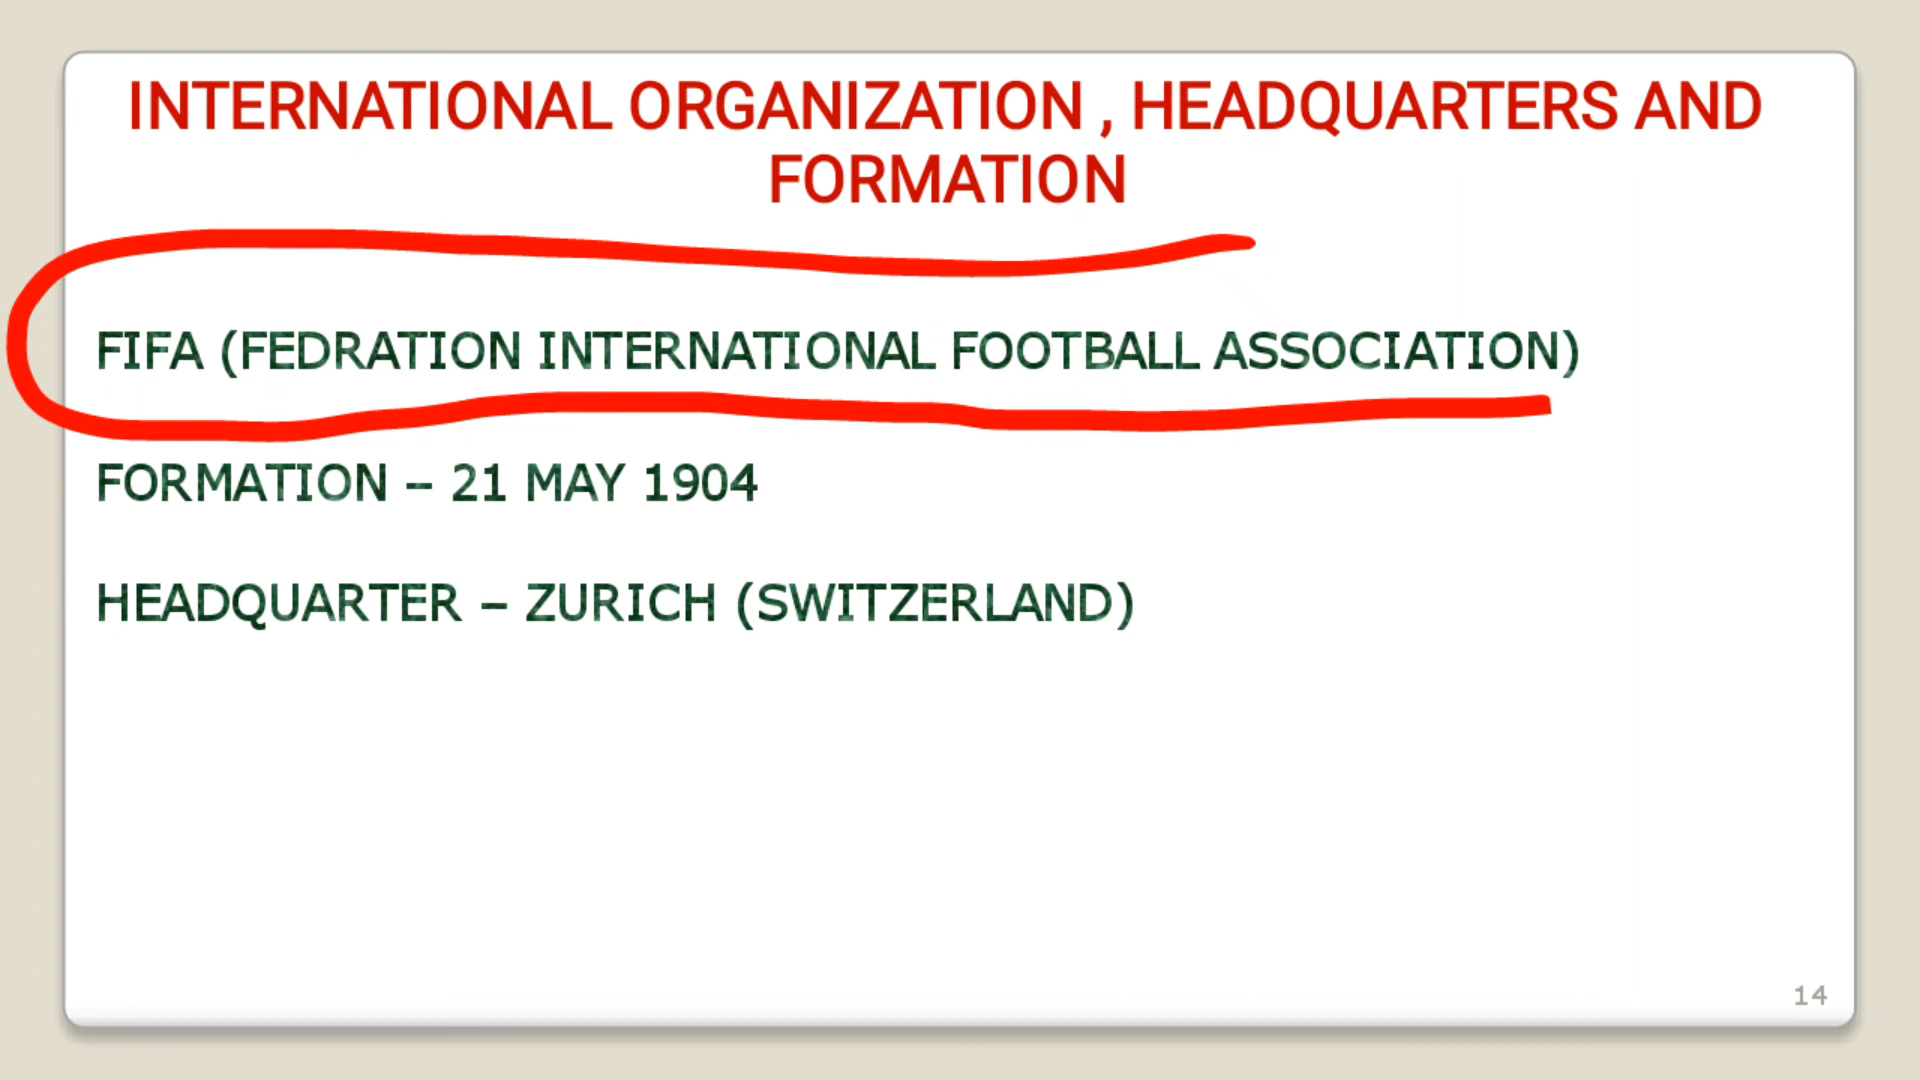 INTERNATIONAL ORGANIZATION , HEADQUARTERS AND
FORMATION
FIFA (FEDRATION INTERNATIONAL FOOTBALL ASSOCIATION)
FORMATION – 21 MAY 1904
HEADQUARTER – ZURICH (SWITZERLAND)
14